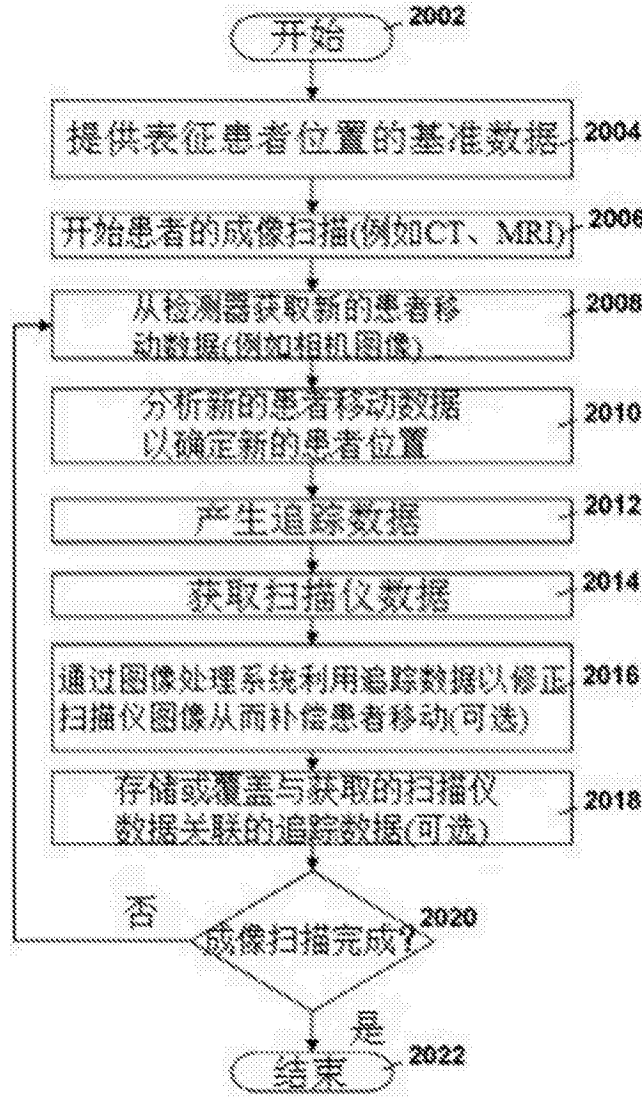 开始
2002
提供表征患者位置的基准数据
2004
开始患者的成像扫描(例如CT、MRI)
2006
从检测器获取新的患者移
动数据(例如相机图像)
2008
分析新的患者移动数据
以确定新的患者位置
2010
产生追踪数据
2012
获取扫描仪数据
2014
通过图像处理系统利用追踪数据以修正
扫描仪图像从而补偿患者移动(可选)
2016
存储或覆盖与获取的扫描仪
数据关联的追踪数据(可选)
2018
否
成像扫描完成?
2020
是
结束
2022